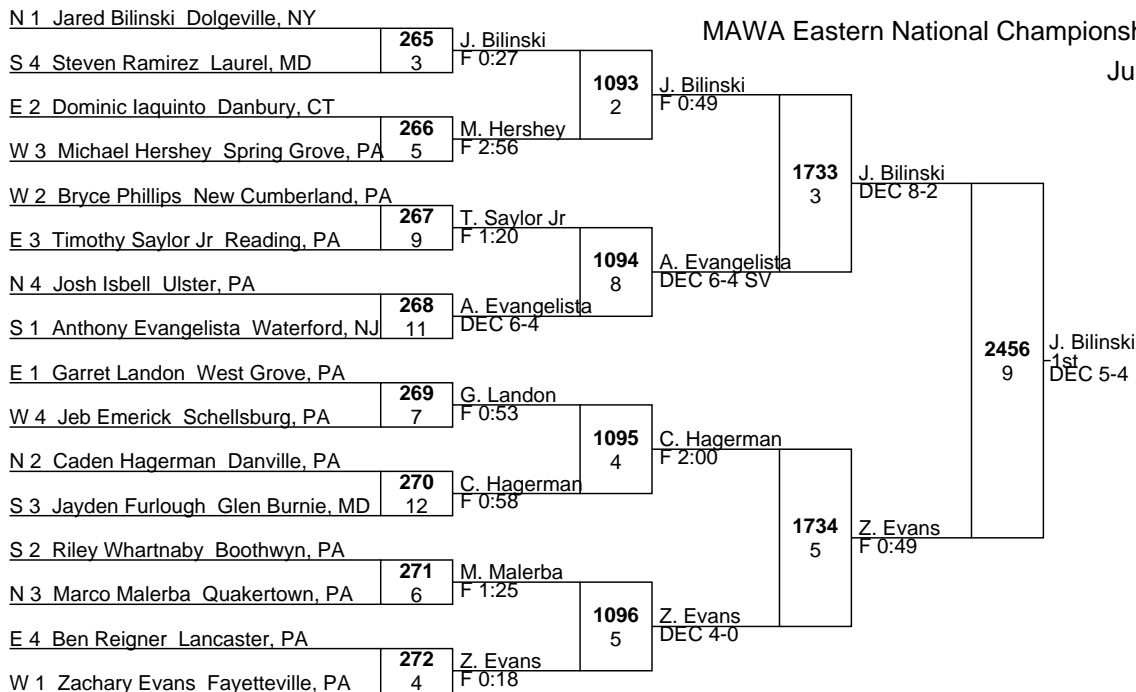 N 1 Jared Bilinski Dolgeville, NY
MAWA Eastern National Championsh
265 J. Bilinski
S 4 Steven Ramirez Laurel, MD 3 F 0:27
Ju
1093 J. Bilinski
E 2 Dominic Iaquinto Danbury, CT 2 F 0:49
266 M. Hershey
W 3 Michael Hershey Spring Grove, PA 5 F 2:56
1733 J. Bilinski
W 2 Bryce Phillips New Cumberland, PA 3 DEC 8-2
267 T. Saylor Jr
E 3 Timothy Saylor Jr Reading, PA 9 F 1:20
1094 A. Evangelista
N 4 Josh Isbell Ulster, PA 8 DEC 6-4 SV
268 A. Evangelista
S 1 Anthony Evangelista Waterford, NJ 11 DEC 6-4
2456 J. Bilinski
1st
E 1 Garret Landon West Grove, PA 9 DEC 5-4
269 G. Landon
W 4 Jeb Emerick Schellsburg, PA 7 F 0:53
1095 C. Hagerman
N 2 Caden Hagerman Danville, PA 4 F 2:00
270 C. Hagerman
S 3 Jayden Furlough Glen Burnie, MD 12 F 0:58
1734 Z. Evans
S 2 Riley Whartnaby Boothwyn, PA 5 F 0:49
271 M. Malerba
N 3 Marco Malerba Quakertown, PA 6 F 1:25
1096 Z. Evans
E 4 Ben Reigner Lancaster, PA 5 DEC 4-0
272 Z. Evans
W 1 Zachary Evans Fayetteville, PA 4 F 0:18